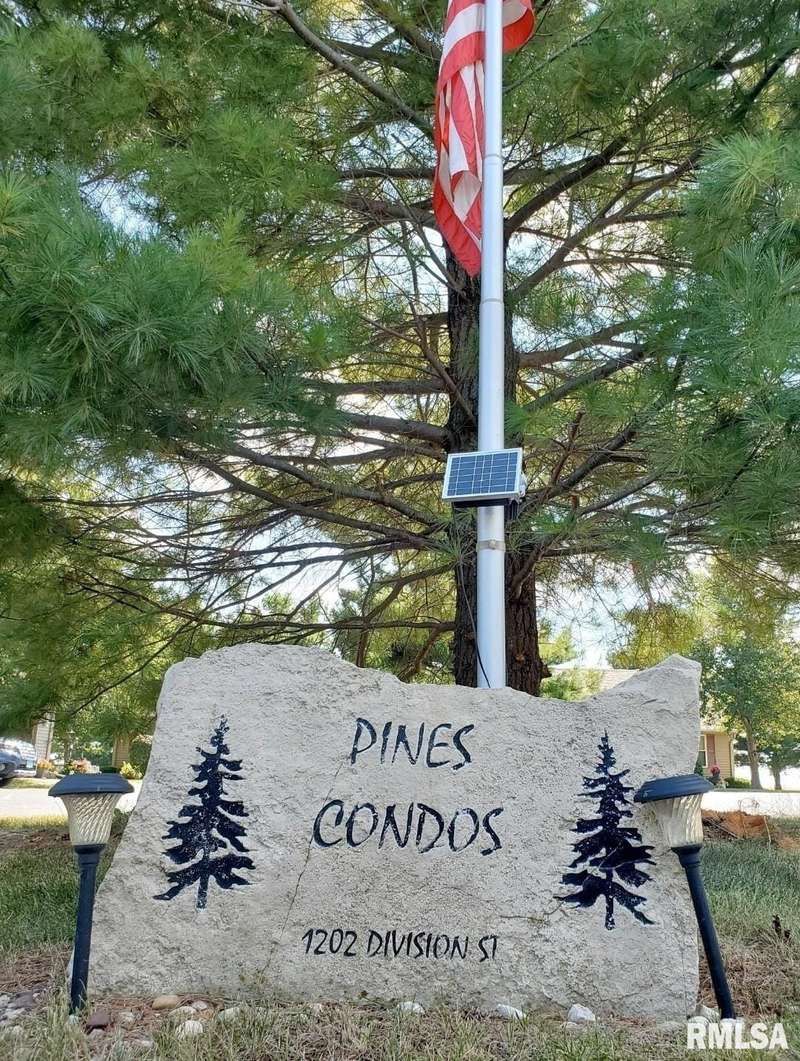 PINES
CONDOS
1202 DIVISION ST
RMLSA